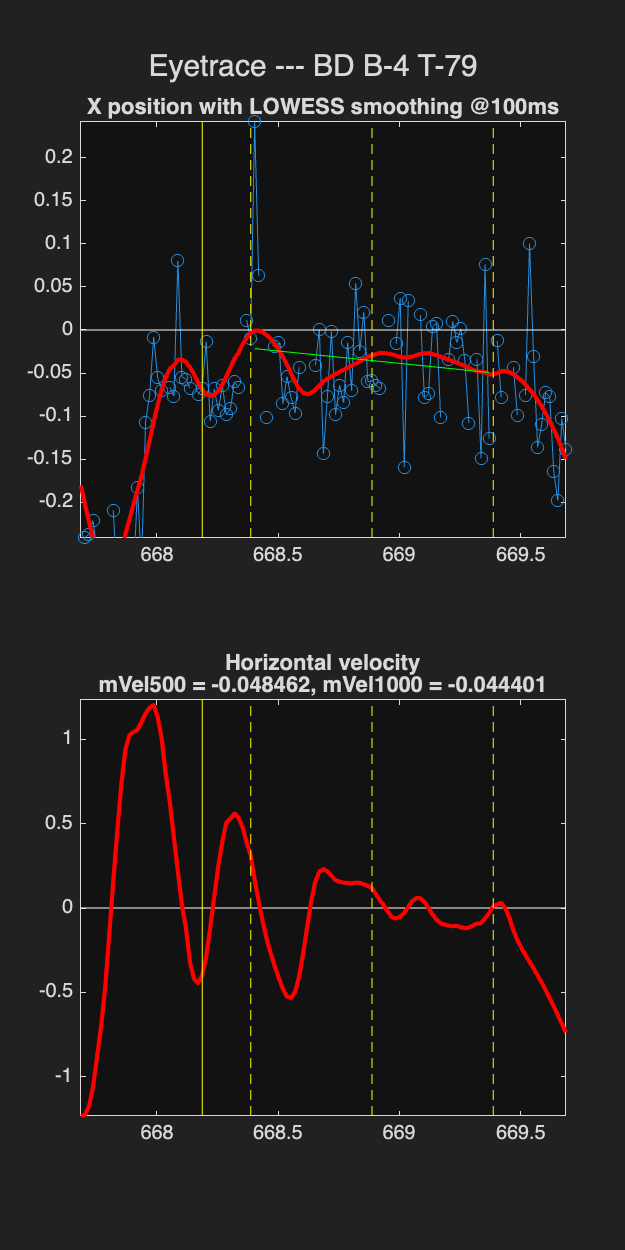 Eyetrace --- BD B-4 T-79
X position with LOWESS smoothing @100ms
0.2
0.15
0.1
0.05
0
-0.05
-0.1
-0.15
-0.2
668 668.5 669 669.5
Horizontal velocity
mVel500 = -0.048462, mVel1000 = -0.044401
1
0.5
0
-0.5
-1
668 668.5 669 669.5